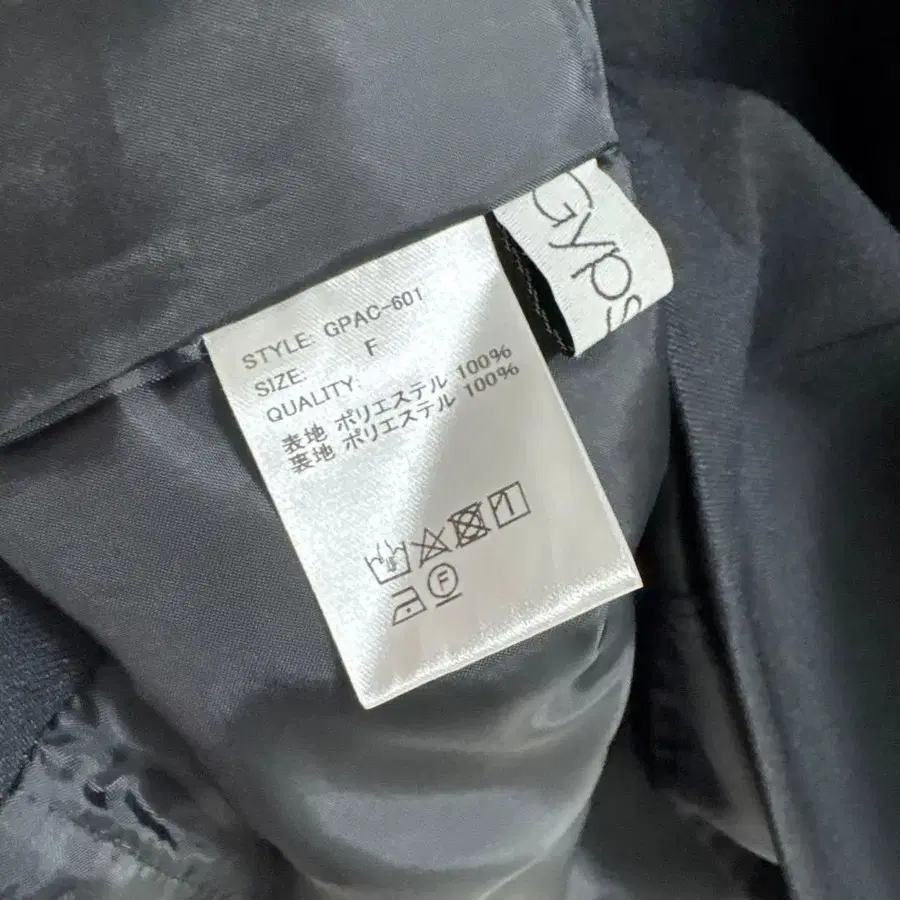 Gyps
STYLE: GPAC-601
SIZE: F
QUALITY:
表地 ポリエステル 100%
裏地 ポリエステル 100%
F